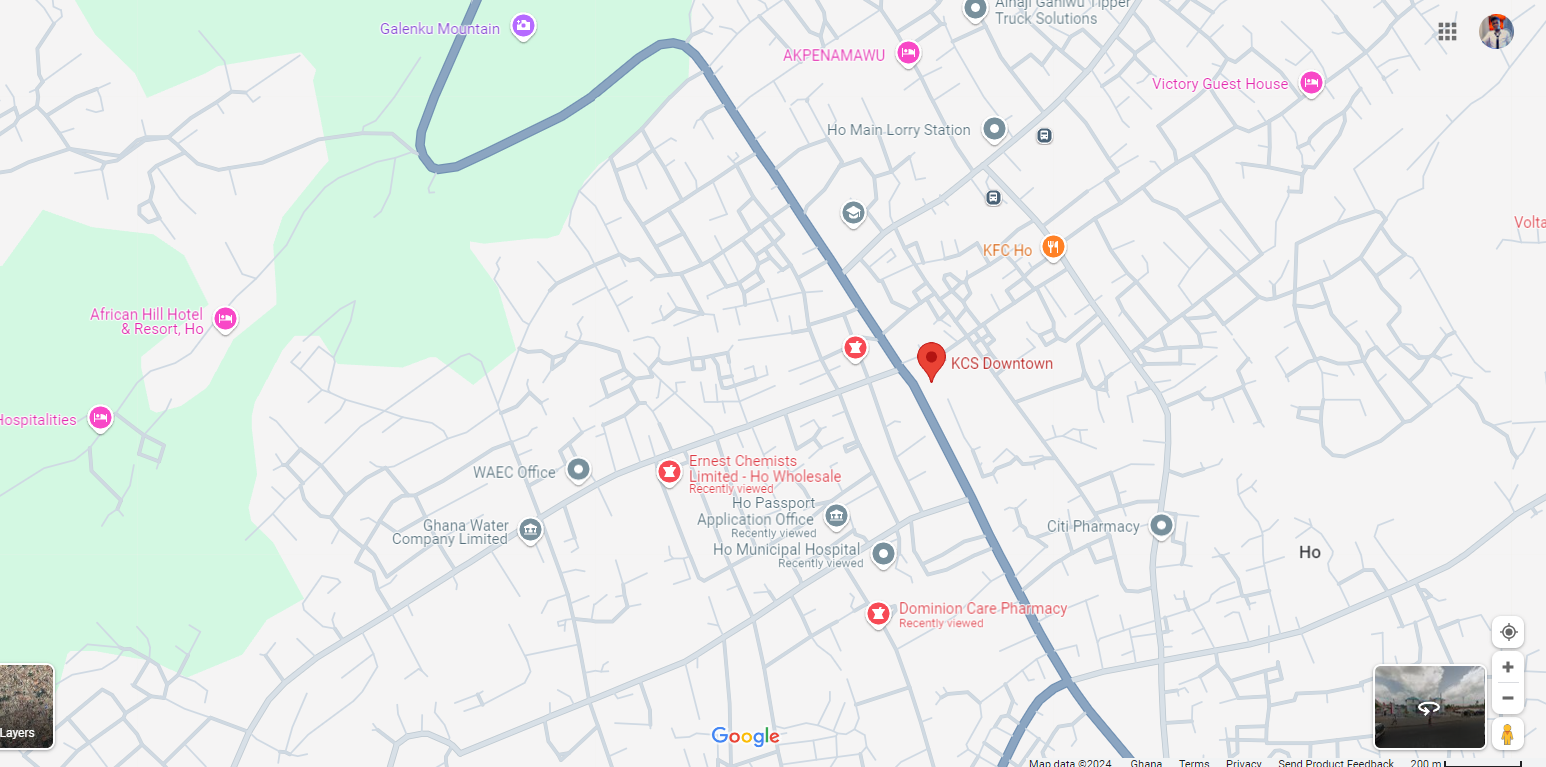 Alhaji Ganiwu Tipper
Truck Solutions
Galenku Mountain
AKPENAMAWU
Victory Guest House
Ho Main Lorry Station
Volta
KFC Ho
African Hill Hotel
& Resort, Ho
KCS Downtown
Hospitalities
Ernest Chemists
Limited - Ho Wholesale
Recently viewed
WAEC Office
Ho Passport
Application Office
Recently viewed
Ghana Water
Company Limited
Citi Pharmacy
Ho Municipal Hospital
Recently viewed
Ho
Dominion Care Pharmacy
Recently viewed
Layers
Google
Map data ©2024 Ghana Terms Privacy Send Product Feedback 200 m